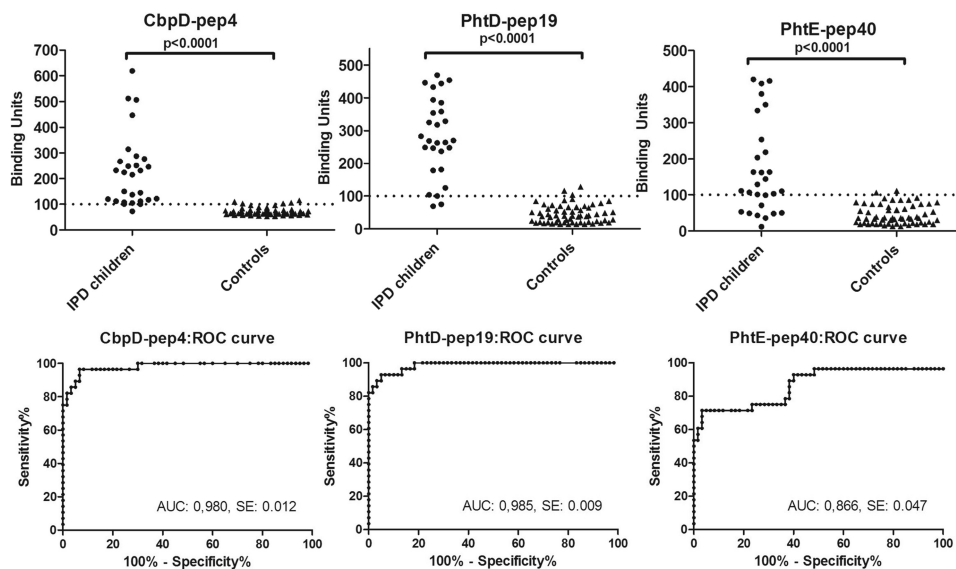 CbpD-pep4
p<0.0001
Binding Units
700
600
500
400
300
200
100
0
IPD children
Controls
PhtD-pep19
p<0.0001
Binding Units
500
400
300
200
100
0
IPD children
Controls
PhtE-pep40
p<0.0001
Binding Units
500
400
300
200
100
0
IPD children
Controls
CbpD-pep4:ROC curve
Sensitivity%
100
80
60
40
20
0
AUC: 0,980, SE: 0.012
0 20 40 60 80 100
100% - Specificity%
PhtD-pep19:ROC curve
Sensitivity%
100
80
60
40
20
0
AUC: 0,985, SE: 0.009
0 20 40 60 80 100
100% - Specificity%
PhtE-pep40:ROC curve
Sensitivity%
100
80
60
40
20
0
AUC: 0,866, SE: 0.047
0 20 40 60 80 100
100% - Specificity%